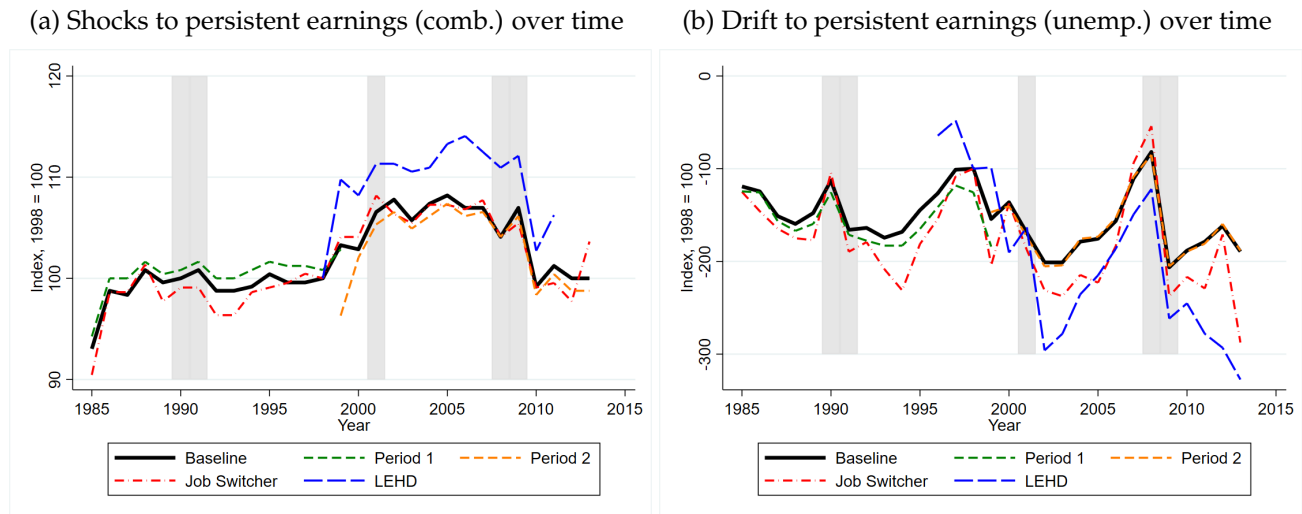 (a) Shocks to persistent earnings (comb.) over time
120
110
100
90
Index, 1998 = 100
1985 1990 1995 2000 2005 2010 2015
Year
Baseline Period 1 Period 2
Job Switcher LEHD
(b) Drift to persistent earnings (unemp.) over time
0
-100
-200
-300
Index, 1998 = 100
1985 1990 1995 2000 2005 2010 2015
Year
Baseline Period 1 Period 2
Job Switcher LEHD